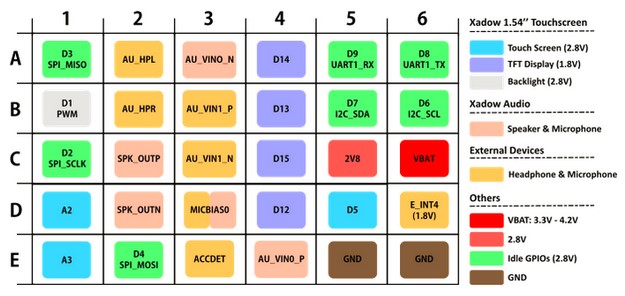 1 2 3 4 5 6
A
D3
SPI_MISO
AU_HPL
AU_VINO_N
D14
D9
UART1_RX
D8
UART1_TX
B
D1
PWM
AU_HPR
AU_VIN1_P
D13
D7
I2C_SDA
D6
I2C_SCL
C
D2
SPI_SCLK
SPK_OUTP
AU_VIN1_N
D15
2V8
VBAT
D
A2
SPK_OUTN
MICBIAS0
D12
D5
E_INT4
(1.8V)
E
A3
D4
SPI_MOSI
ACCDET
AU_VIN0_P
GND
GND
Xadow 1.54’’ Touchscreen
Touch Screen (2.8V)
TFT Display (1.8V)
Backlight (2.8V)
Xadow Audio
Speaker & Microphone
External Devices
Headphone & Microphone
Others
VBAT: 3.3V - 4.2V
2.8V
Idle GPIOs (2.8V)
GND